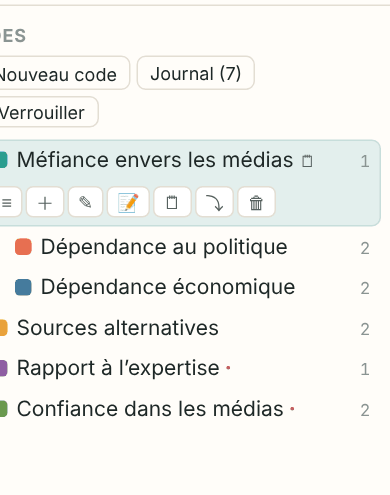 DES
Nouveau code
Journal (7)
Verrouiller
Méfiance envers les médias 1
Dépendance au politique 2
Dépendance économique 2
Sources alternatives 2
Rapport à l’expertise · 1
Confiance dans les médias · 2